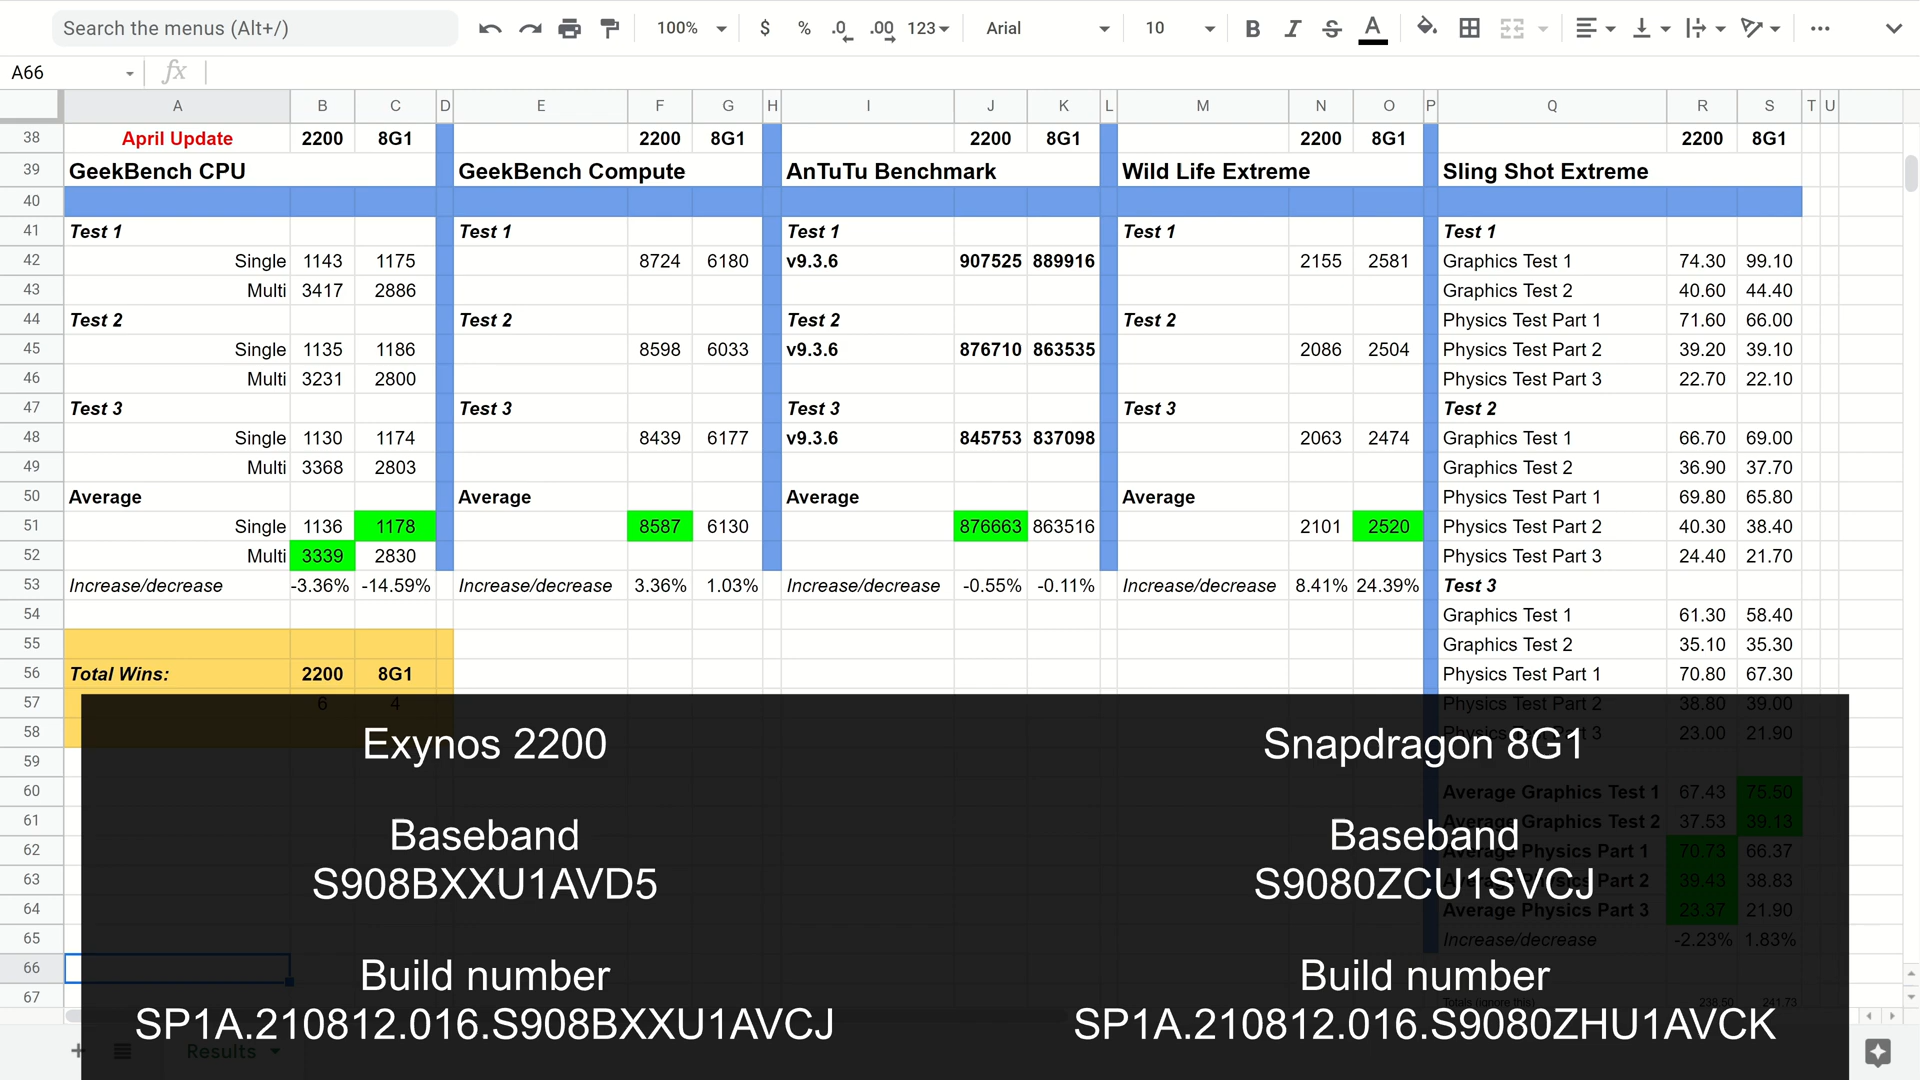 Search the menus (Alt+/)
100% $ % .0 .00 123 Arial 10 B I S A
A66 fx
A B C D E F G H I J K L M N O P Q R S T U
38 April Update 2200 8G1 2200 8G1 2200 8G1 2200 8G1 2200 8G1
39 GeekBench CPU GeekBench Compute AnTuTu Benchmark Wild Life Extreme Sling Shot Extreme
40
41 Test 1 Test 1 Test 1 Test 1 Test 1
42 Single 1143 1175 8724 6180 v9.3.6 907525 889916 2155 2581 Graphics Test 1 74.30 99.10
43 Multi 3417 2886 Graphics Test 2 40.60 44.40
44 Test 2 Test 2 Test 2 Test 2 Physics Test Part 1 71.60 66.00
45 Single 1135 1186 8598 6033 v9.3.6 876710 863535 2086 2504 Physics Test Part 2 39.20 39.10
46 Multi 3231 2800 Physics Test Part 3 22.70 22.10
47 Test 3 Test 3 Test 3 Test 3 Test 2
48 Single 1130 1174 8439 6177 v9.3.6 845753 837098 2063 2474 Graphics Test 1 66.70 69.00
49 Multi 3368 2803 Graphics Test 2 36.90 37.70
50 Average Average Average Average Physics Test Part 1 69.80 65.80
51 Single 1136 1178 8587 6130 876663 863516 2101 2520 Physics Test Part 2 40.30 38.40
52 Multi 3339 2830 Physics Test Part 3 24.40 21.70
53 Increase/decrease -3.36% -14.59% Increase/decrease 3.36% 1.03% Increase/decrease -0.55% -0.11% Increase/decrease 8.41% 24.39% Test 3
54 Graphics Test 1 61.30 58.40
55 Graphics Test 2 35.10 35.30
56 Total Wins: 2200 8G1 Physics Test Part 1 70.80 67.30
57 6 4 Physics Test Part 2 38.80 39.00
58 Physics Test Part 3 23.00 21.90
59
60 Average Graphics Test 1 67.43 75.50
61 Average Graphics Test 2 37.53 39.13
62 Average Physics Part 1 70.73 66.37
63 Average Physics Part 2 39.43 38.83
64 Average Physics Part 3 23.37 21.90
65 Increase/decrease -2.23% 1.83%
66
67 Totals (ignore this) 238.50 241.73
Exynos 2200 Snapdragon 8G1
Baseband Baseband
S908BXXU1AVD5 S9080ZCU1SVCJ
Build number Build number
SP1A.210812.016.S908BXXU1AVCJ SP1A.210812.016.S9080ZHU1AVCK
Results